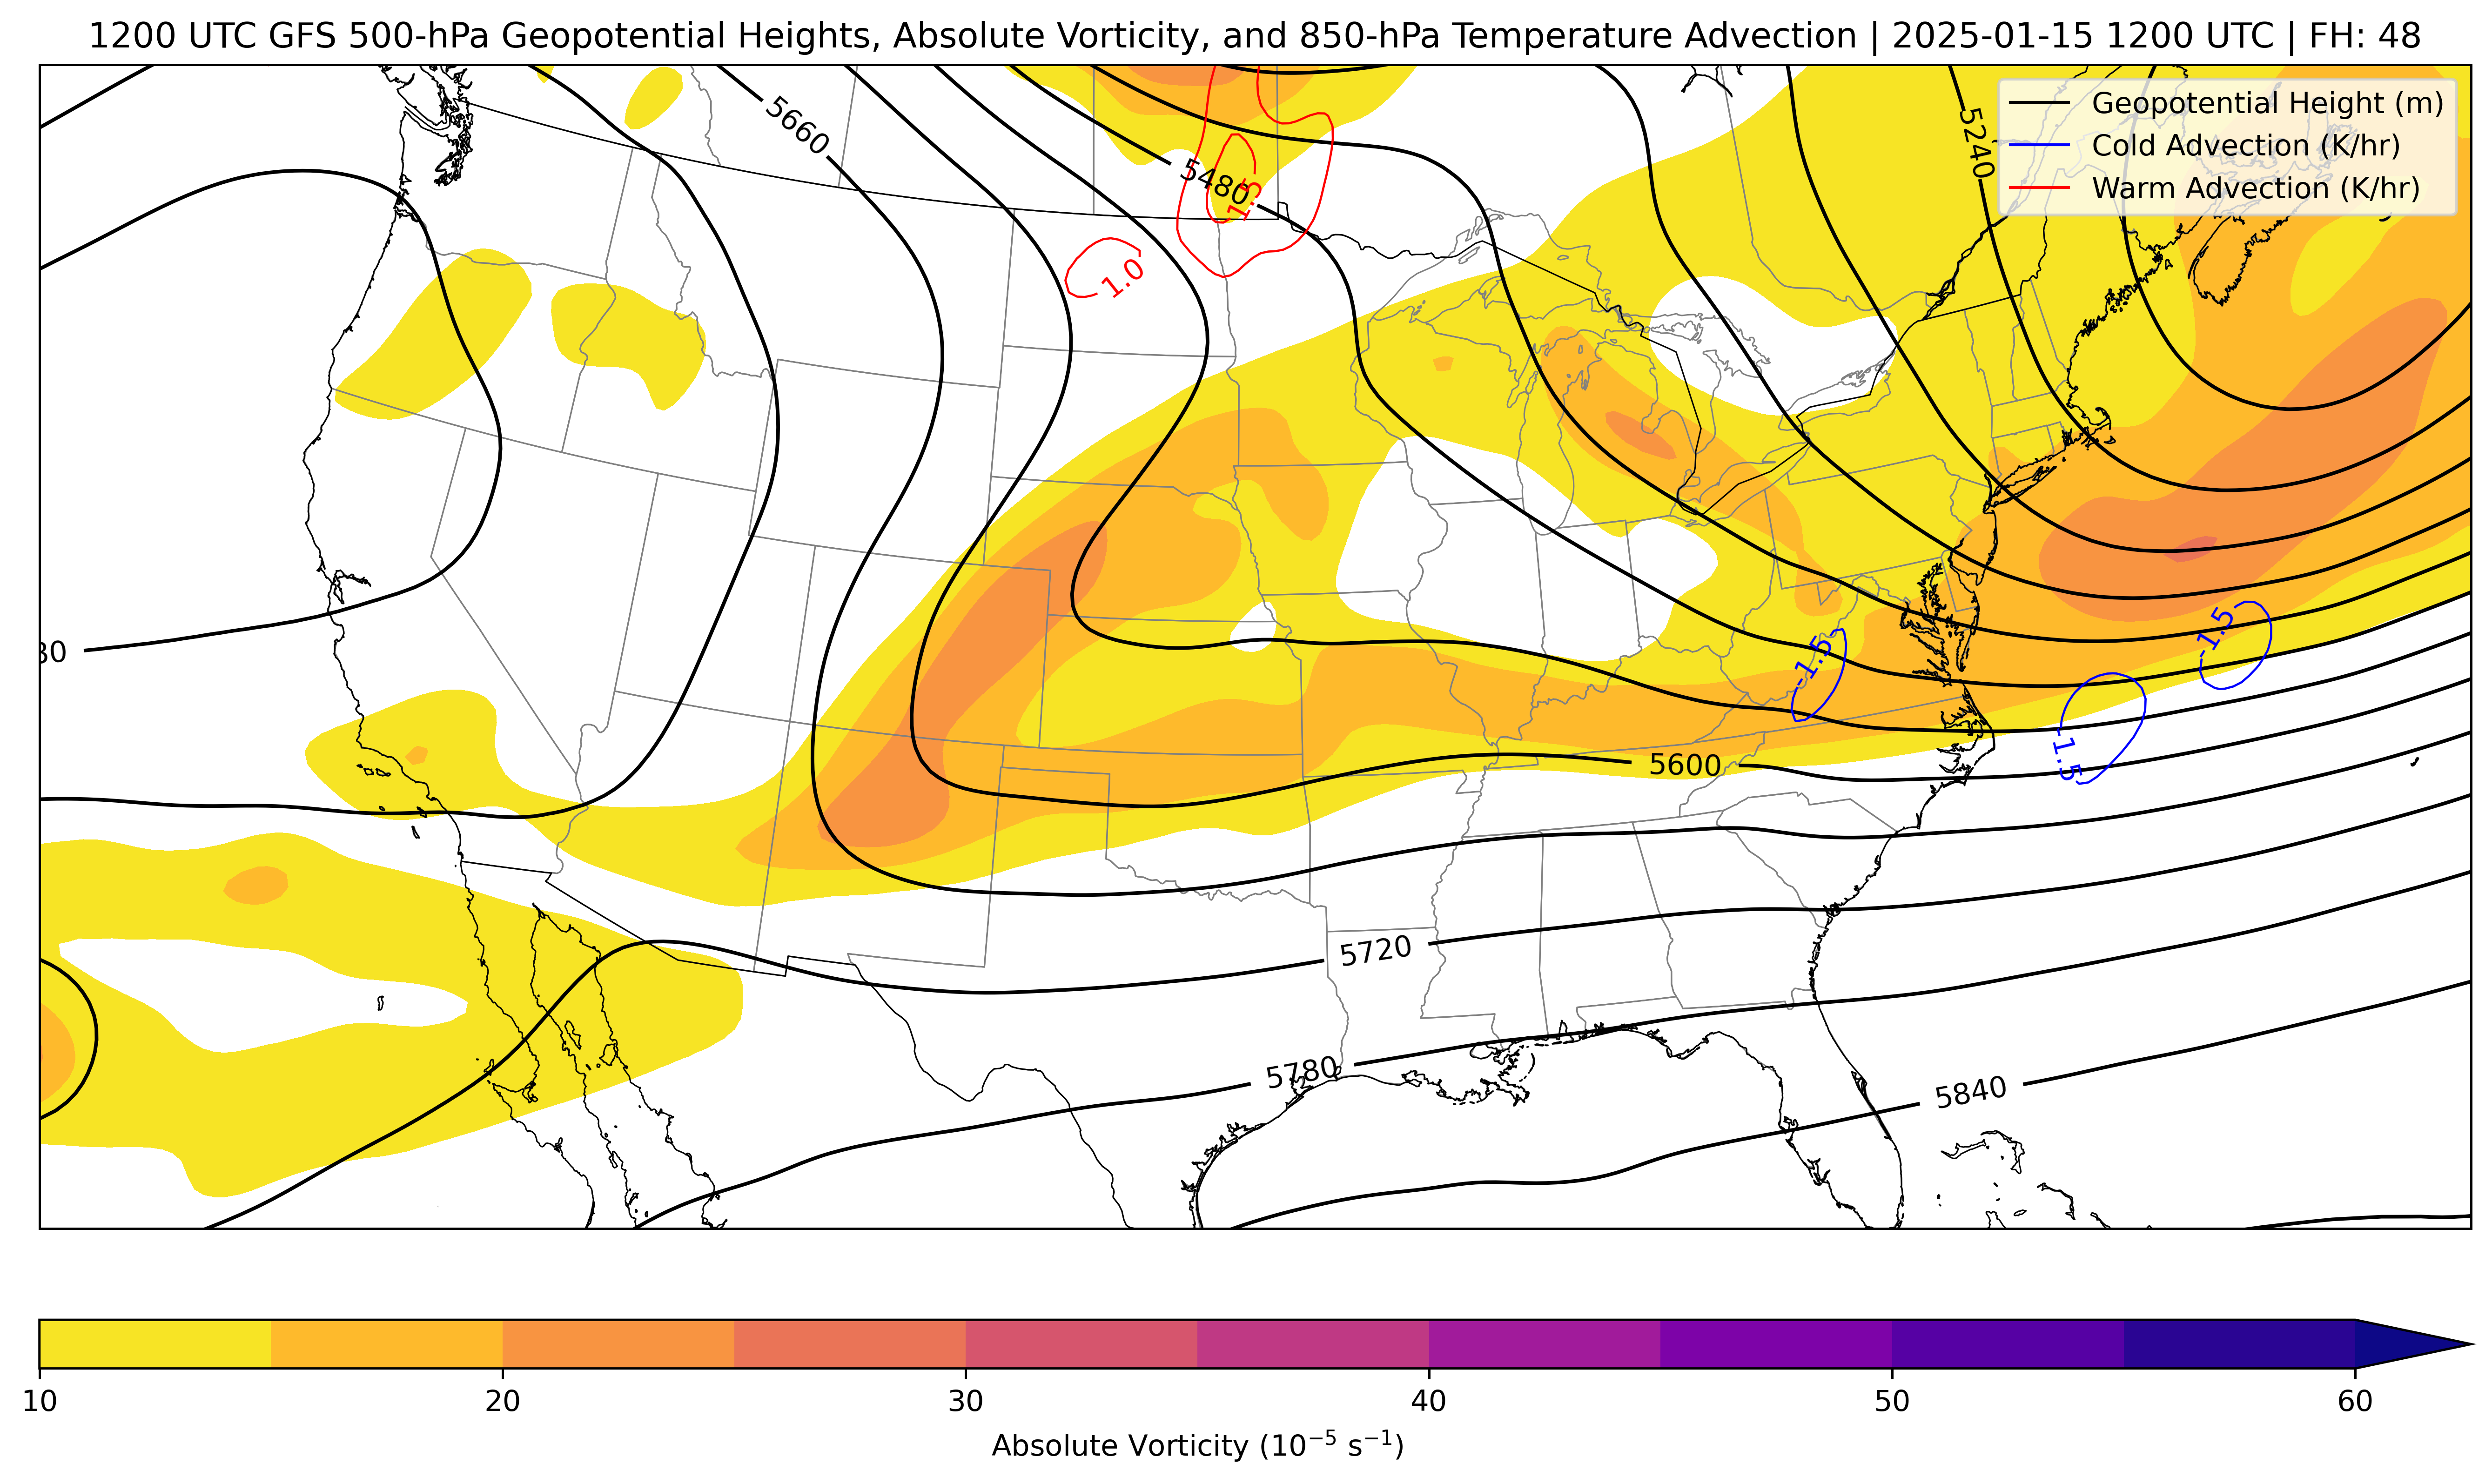 1200 UTC GFS 500-hPa Geopotential Heights, Absolute Vorticity, and 850-hPa Temperature Advection | 2025-01-15 1200 UTC | FH: 48
Geopotential Height (m)
Cold Advection (K/hr)
Warm Advection (K/hr)
5660
5480
5240
1.5
1.0
-1.5
-1.5
-1.5
5600
5720
5780
5840
10 20 30 40 50 60
Absolute Vorticity (10⁻⁵ s⁻¹)